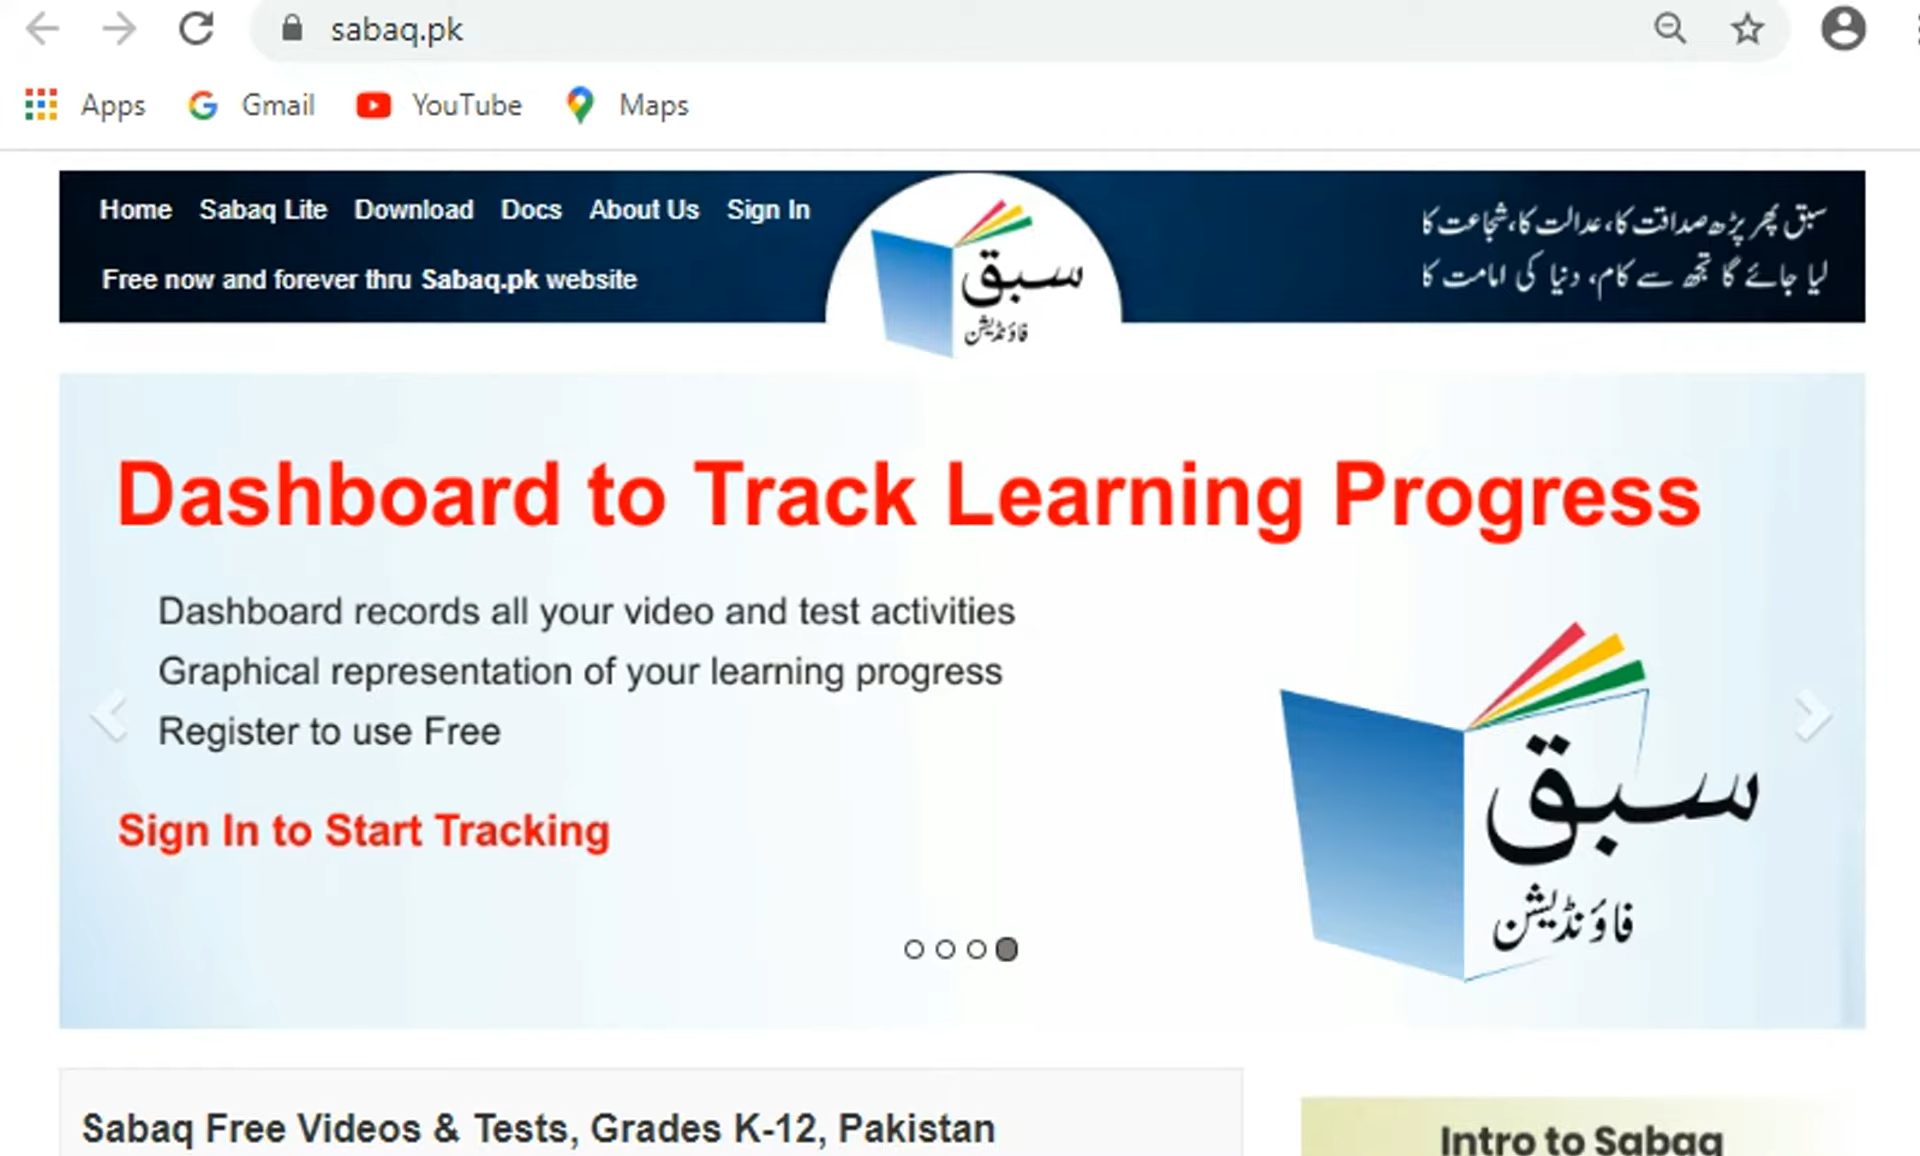 sabaq.pk
Apps Gmail YouTube Maps
Home Sabaq Lite Download Docs About Us Sign In
Free now and forever thru Sabaq.pk website
سبق
فاؤنڈیشن
سبق پھر پڑھ صداقت کا، عدالت کا، شجاعت کا
لیا جائے گا تجھ سے کام، دنیا کی امامت کا
Dashboard to Track Learning Progress
Dashboard records all your video and test activities
Graphical representation of your learning progress
Register to use Free
Sign In to Start Tracking
سبق
فاؤنڈیشن
Sabaq Free Videos & Tests, Grades K-12, Pakistan
Intro to Sabaq